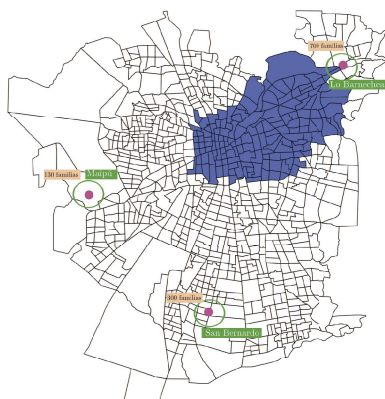 700 familias
Lo Barnechea
130 familias
Maipú
300 familias
San Bernardo